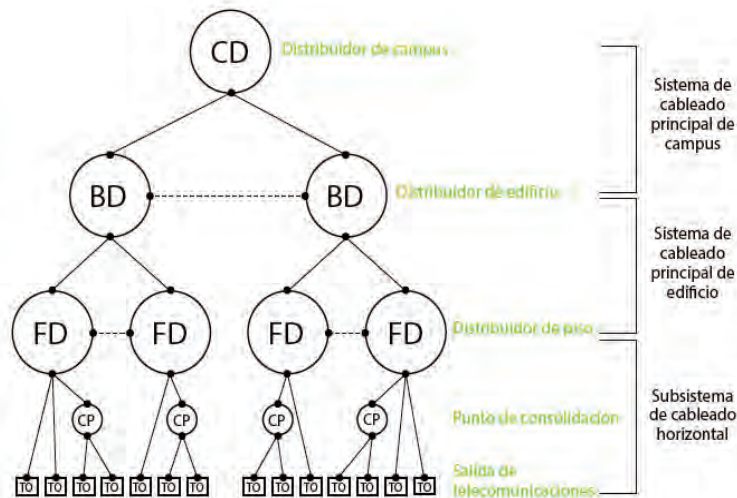 CD
Distribuidor de campus
Sistema de
cableado
principal de
campus
BD
BD
Distribuidor de edificio
Sistema de
cableado
principal de
edificio
FD
FD
FD
FD
Distribuidor de piso
CP
CP
CP
CP
Punto de consolidación
Subsistema
de cableado
horizontal
Salida de
telecomunicaciones
TO TO TO TO TO TO TO TO TO TO TO TO TO TO